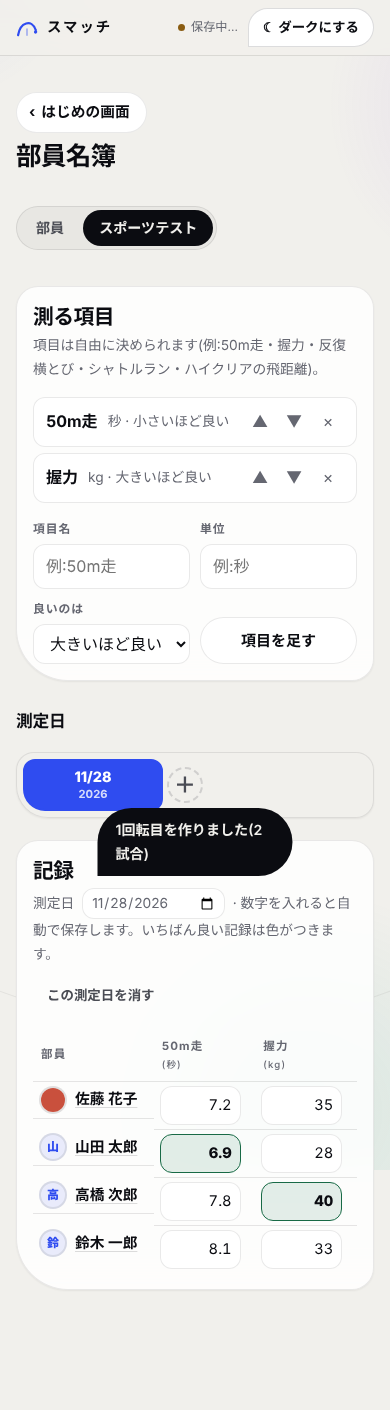 スマッチ
保存中…
☾ ダークにする
‹ はじめの画面
部員名簿
部員
スポーツテスト
測る項目
項目は自由に決められます(例:50m走・握力・反復
横とび・シャトルラン・ハイクリアの飛距離)。
50m走 秒 · 小さいほど良い ▲ ▼ ×
握力 kg · 大きいほど良い ▲ ▼ ×
項目名
単位
例:50m走
例:秒
良いのは
大きいほど良い
項目を足す
測定日
11/28
2026
+
1回転目を作りました(2
試合)
記録
測定日 11/28/2026 · 数字を入れると自
動で保存します。いちばん良い記録は色がつきま
す。
この測定日を消す
部員 50m走 握力
(秒) (kg)
佐藤 花子 7.2 35
山 山田 太郎 6.9 28
高 高橋 次郎 7.8 40
鈴 鈴木 一郎 8.1 33